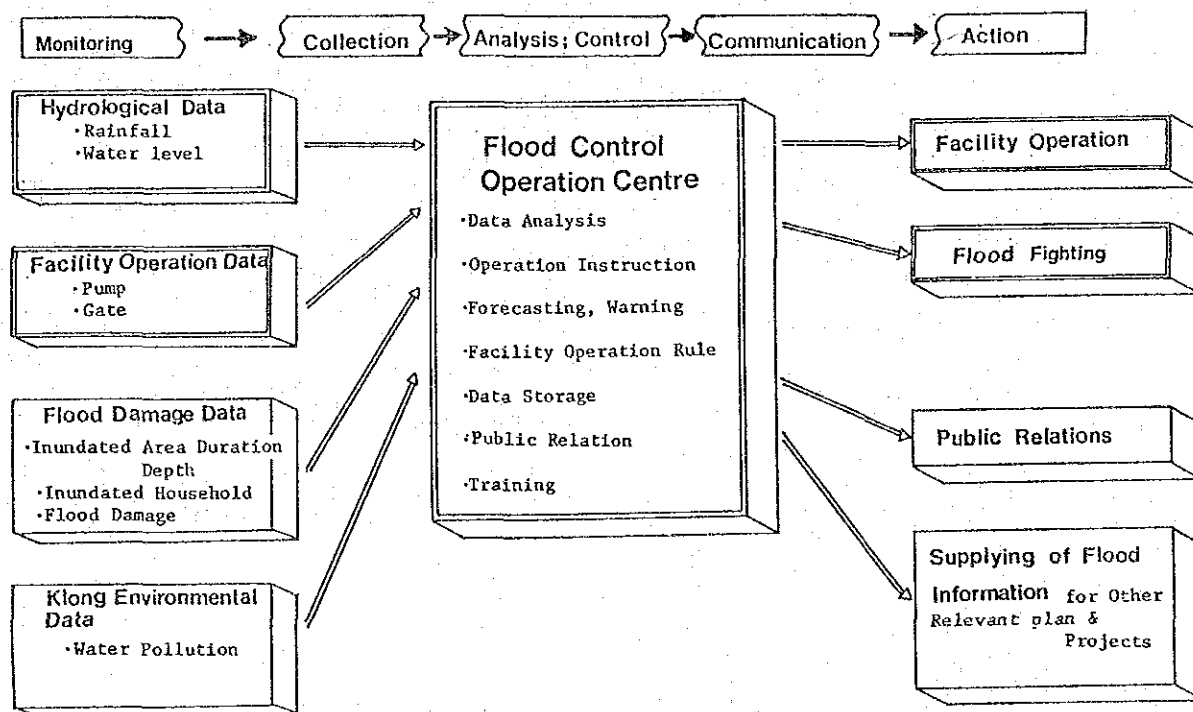 Monitoring
Collection
Analysis; Control
Communication
Action
Hydrological Data
·Rainfall
·Water level
Facility Operation Data
·Pump
·Gate
Flood Damage Data
·Inundated Area Duration
Depth
·Inundated Household
·Flood Damage
Klong Environmental
Data
·Water Pollution
Flood Control
Operation Centre
·Data Analysis
·Operation Instruction
·Forecasting, Warning
·Facility Operation Rule
·Data Storage
·Public Relation
·Training
Facility Operation
Flood Fighting
Public Relations
Supplying of Flood
Information for Other
Relevant plan &
Projects